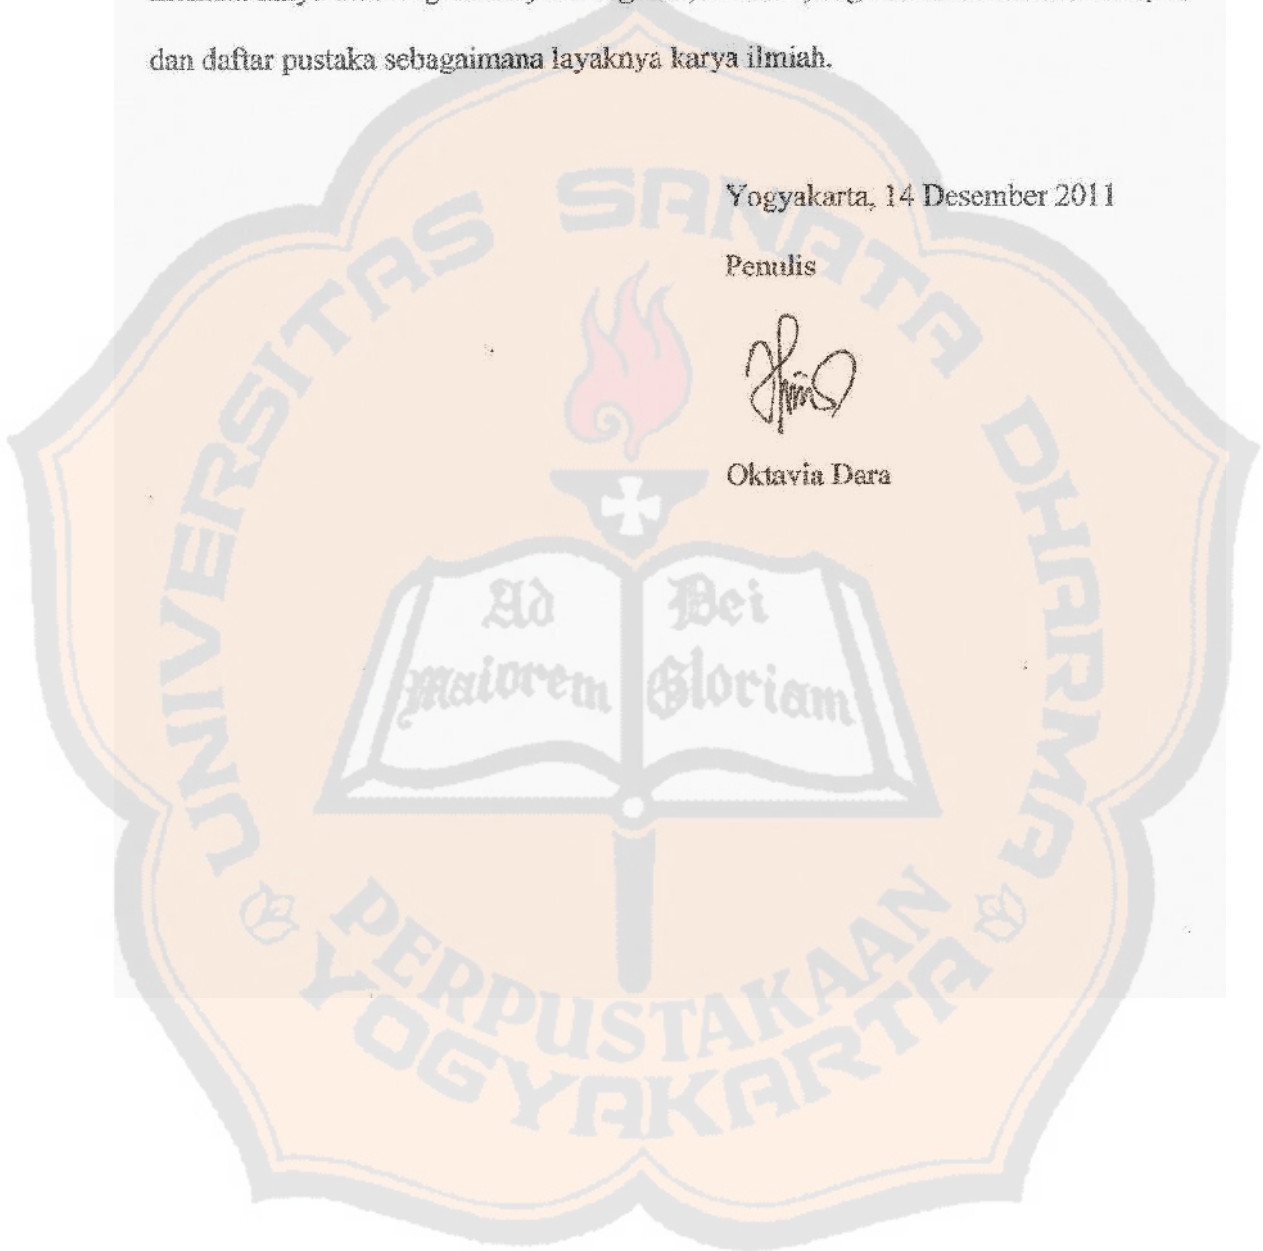 dan daftar pustaka sebagaimana layaknya karya ilmiah.
Yogyakarta, 14 Desember 2011
Penulis
Oktavia Dara
UNIVERSITAS SANATA DHARMA
Ad Dei
Maiorem Gloriam
PERPUSTAKAAN
YOGYAKARTA